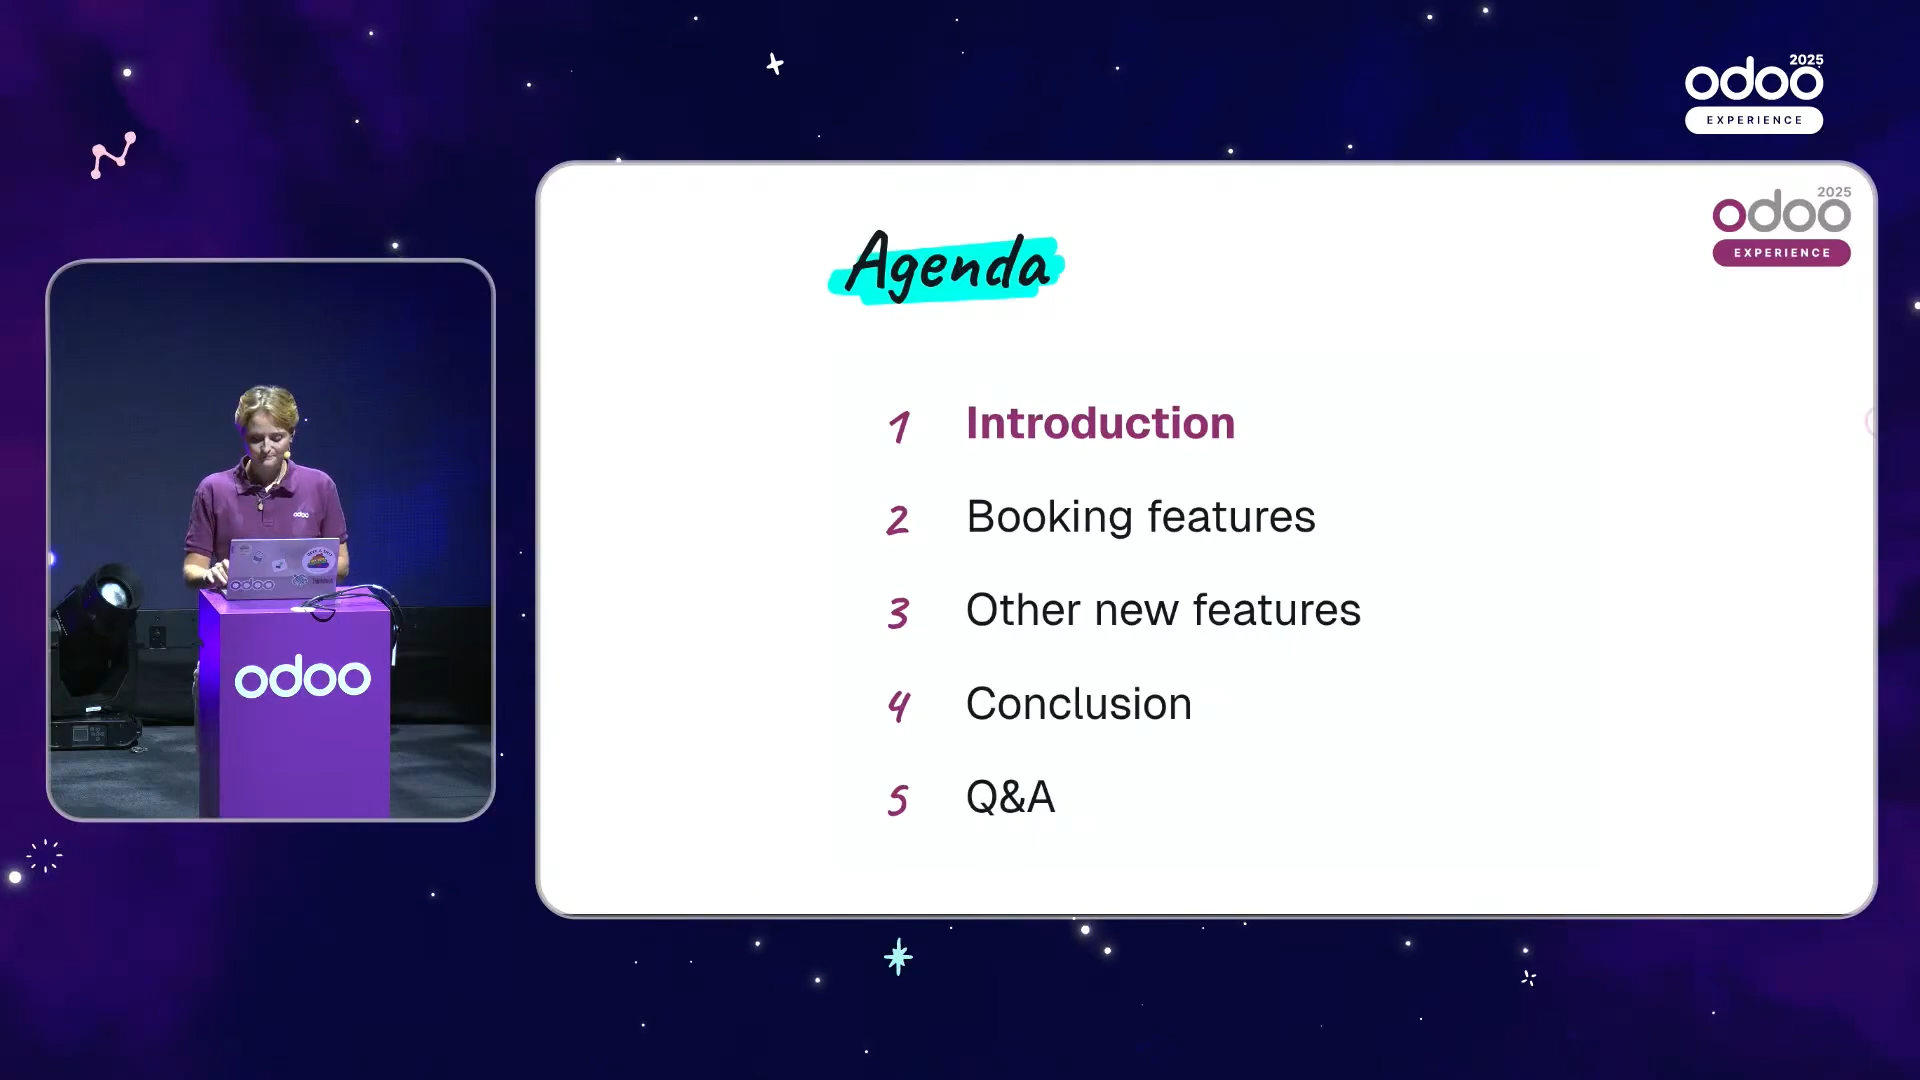 2025
odoo
EXPERIENCE
2025
odoo
EXPERIENCE
Agenda
1 Introduction
2 Booking features
3 Other new features
4 Conclusion
5 Q&A
odoo
odoo
odoo